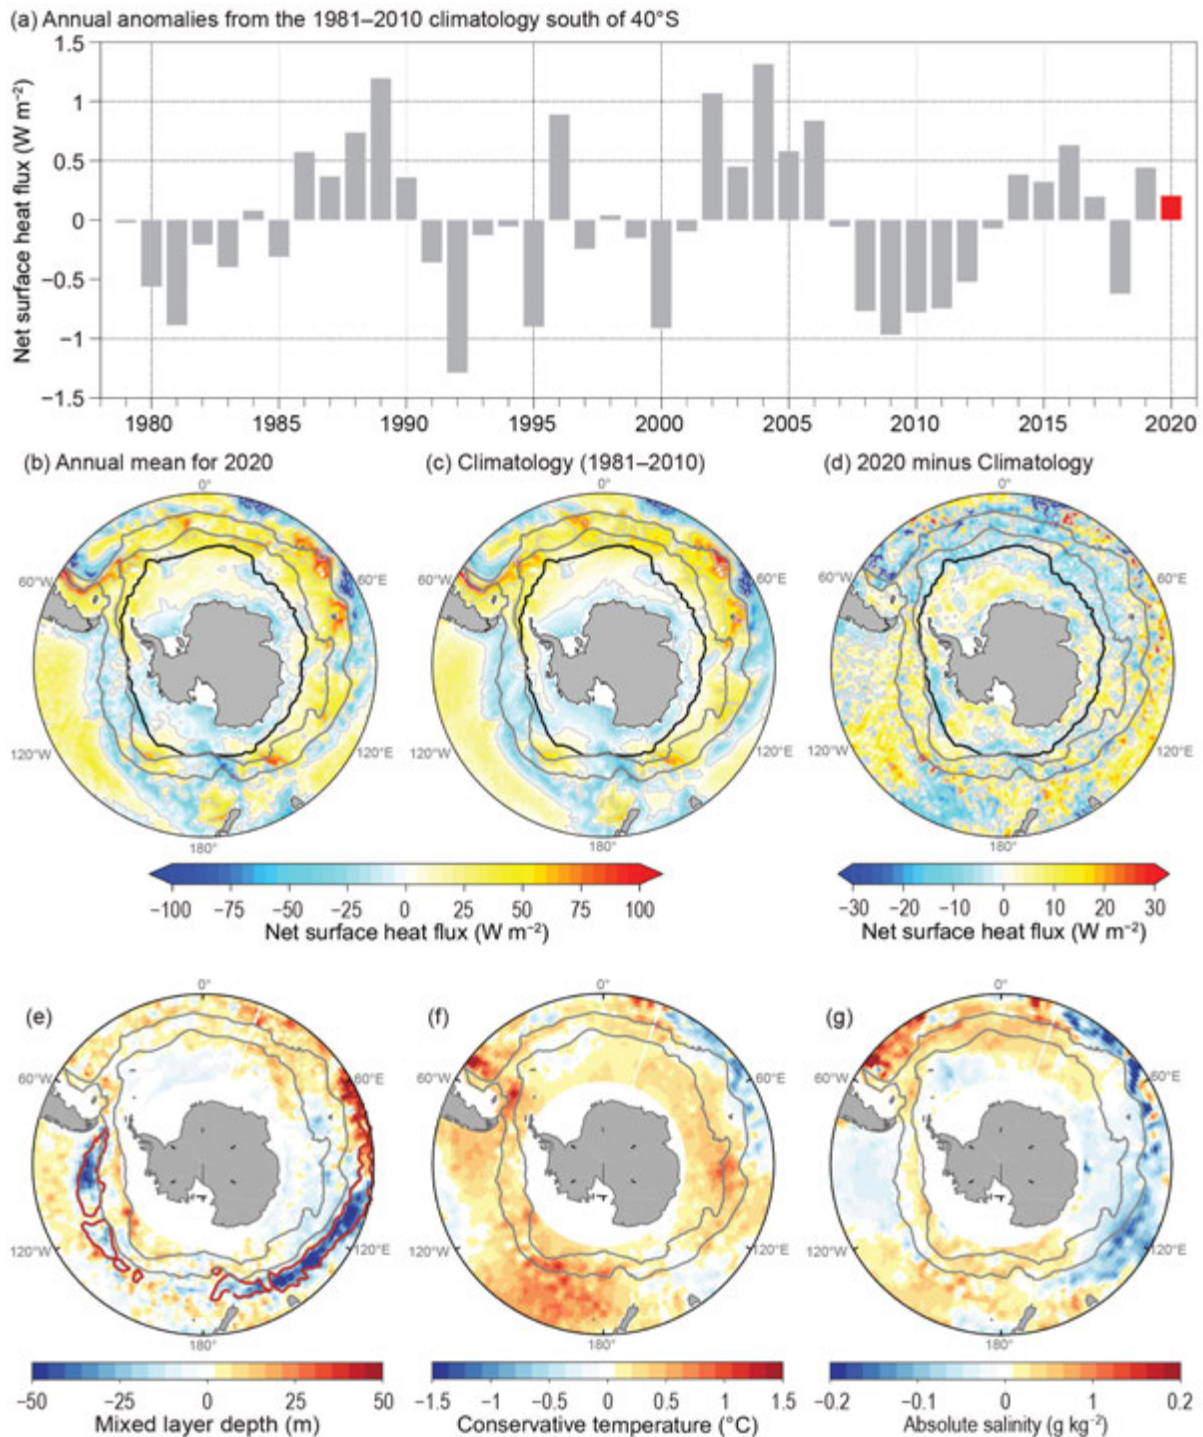 (a) Annual anomalies from the 1981–2010 climatology south of 40°S
1.5
1
0.5
0
−0.5
−1
−1.5
Net surface heat flux (W m⁻²)
1980 1985 1990 1995 2000 2005 2010 2015 2020
(b) Annual mean for 2020 (c) Climatology (1981–2010) (d) 2020 minus Climatology
0° 0° 0°
60°W 60°E 60°W 60°E 60°W 60°E
120°W 120°E 120°W 120°E 120°W 120°E
180° 180° 180°
−100 −75 −50 −25 0 25 50 75 100 −30 −20 −10 0 10 20 30
Net surface heat flux (W m⁻²) Net surface heat flux (W m⁻²)
(e) (f) (g)
0° 0° 0°
60°W 60°E 60°W 60°E 60°W 60°E
120°W 120°E 120°W 120°E 120°W 120°E
180° 180° 180°
−50 −25 0 25 50 −1.5 −1 −0.5 0 0.5 1 1.5 −0.2 −0.1 0 1 0.2
Mixed layer depth (m) Conservative temperature (°C) Absolute salinity (g kg⁻²)